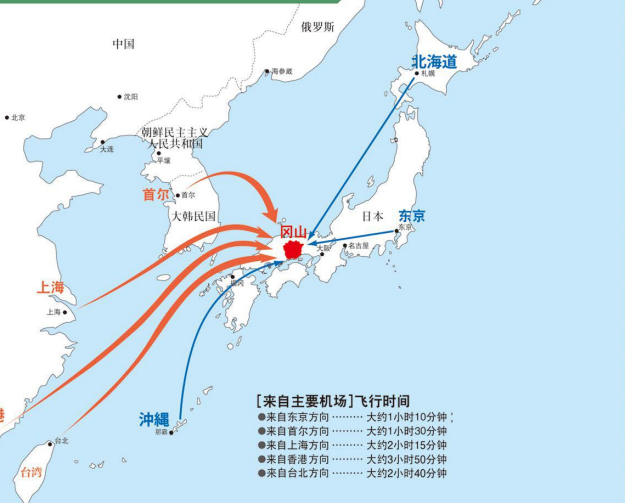 俄罗斯
中国
北海道
札幌
海参崴
沈阳
北京
大连
朝鲜民主主义
人民共和国
平壤
首尔
首尔
大韩民国
日本
东京
东京
冈山
名古屋
大阪
上海
上海
港
沖縄
那霸
台北
台湾
[来自主要机场]飞行时间
●来自东京方向 ……… 大约1小时10分钟
●来自首尔方向 ……… 大约1小时30分钟
●来自上海方向 ……… 大约2小时15分钟
●来自香港方向 ……… 大约3小时50分钟
●来自台北方向 ……… 大约2小时40分钟